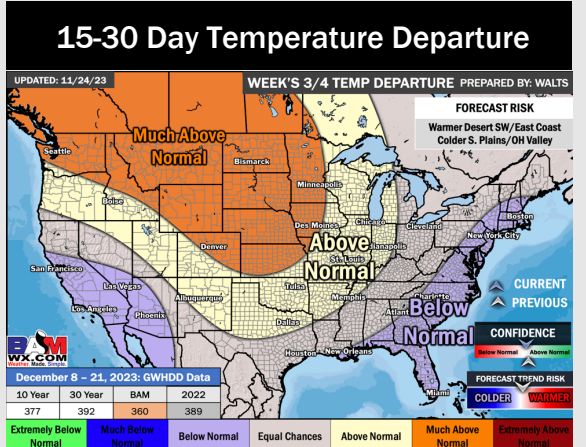 15-30 Day Temperature Departure
UPDATED: 11/24/23
WEEK'S 3/4 TEMP DEPARTURE PREPARED BY: WALTS
FORECAST RISK
Warmer Desert SW/East Coast
Colder S. Plains/OH Valley
Seattle
Much Above
Normal
Bismarck
Minneapolis
Boise
Boston
New York City
Des Moines
Chicago
Cleveland
Denver
Above
Normal
dianapolis
St. Louis
San Francisco
Las Vegas
Tulsa
Memphis
Charlotte
Los Angeles
Phoenix
Albuquerque
Dallas
Atlant
Below
Normal
Houston
New Orleans
Miami
CURRENT
PREVIOUS
CONFIDENCE
Below Normal
Above Normal
FORECAST TREND RISK
COLDER
WARMER
BAM
WX.COM
Weather. Made. Simple.
December 8 - 21, 2023: GWHDD Data
10 Year 30 Year BAM 2022
377 392 360 389
Extremely Below
Normal
Much Below
Normal
Below Normal
Equal Chances
Above Normal
Much Above
Normal
Extremely Above
Normal